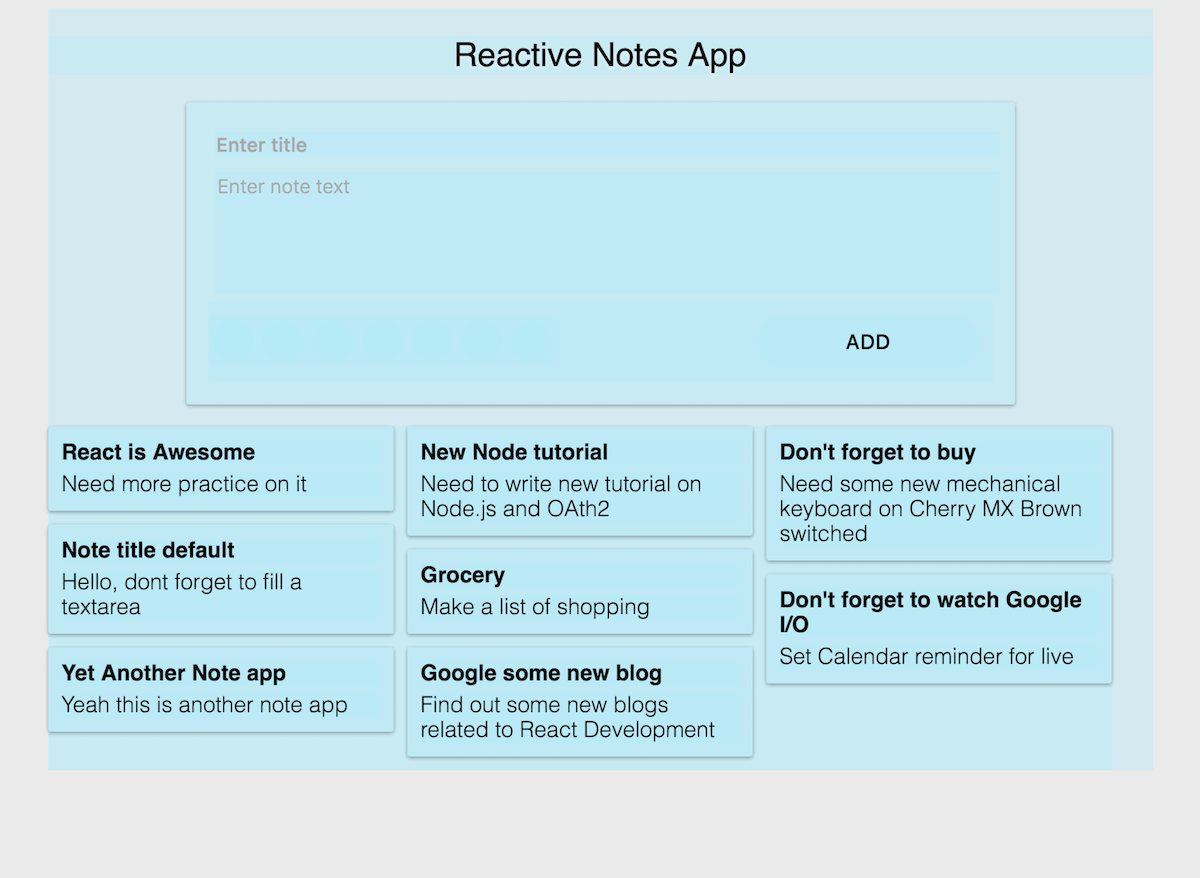 Reactive Notes App
Enter title
Enter note text
ADD
React is Awesome
Need more practice on it
Note title default
Hello, dont forget to fill a
textarea
Yet Another Note app
Yeah this is another note app
New Node tutorial
Need to write new tutorial on
Node.js and OAth2
Grocery
Make a list of shopping
Google some new blog
Find out some new blogs
related to React Development
Don't forget to buy
Need some new mechanical
keyboard on Cherry MX Brown
switched
Don't forget to watch Google
I/O
Set Calendar reminder for live